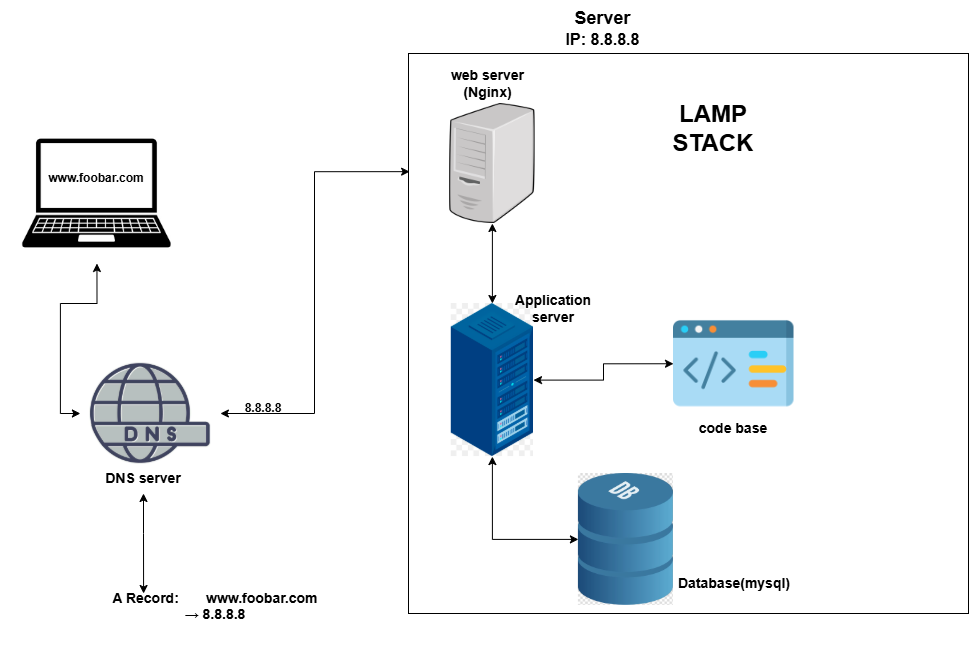 Server
IP: 8.8.8.8
web server
(Nginx)
LAMP
STACK
www.foobar.com
Application
server
8.8.8.8
code base
DNS
DNS server
DB
Database(mysql)
A Record: www.foobar.com
→ 8.8.8.8